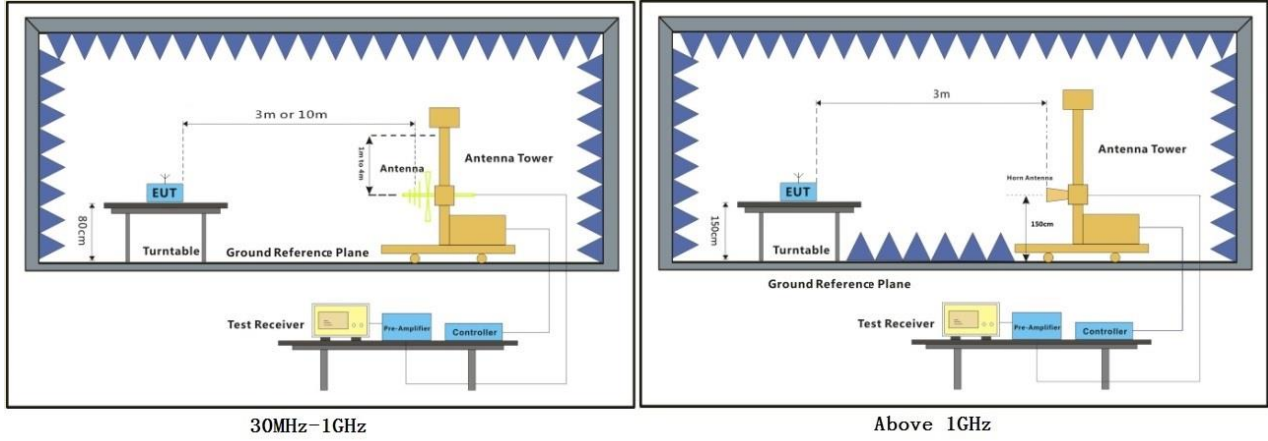 3m or 10m
1m to 4m
Antenna
Antenna Tower
EUT
80cm
Turntable
Ground Reference Plane
Test Receiver
Pre-Amplifier
Controller
30MHz-1GHz
3m
Antenna Tower
Horn Antenna
EUT
150cm
150cm
Turntable
Ground Reference Plane
Test Receiver
Pre-Amplifier
Controller
Above 1GHz